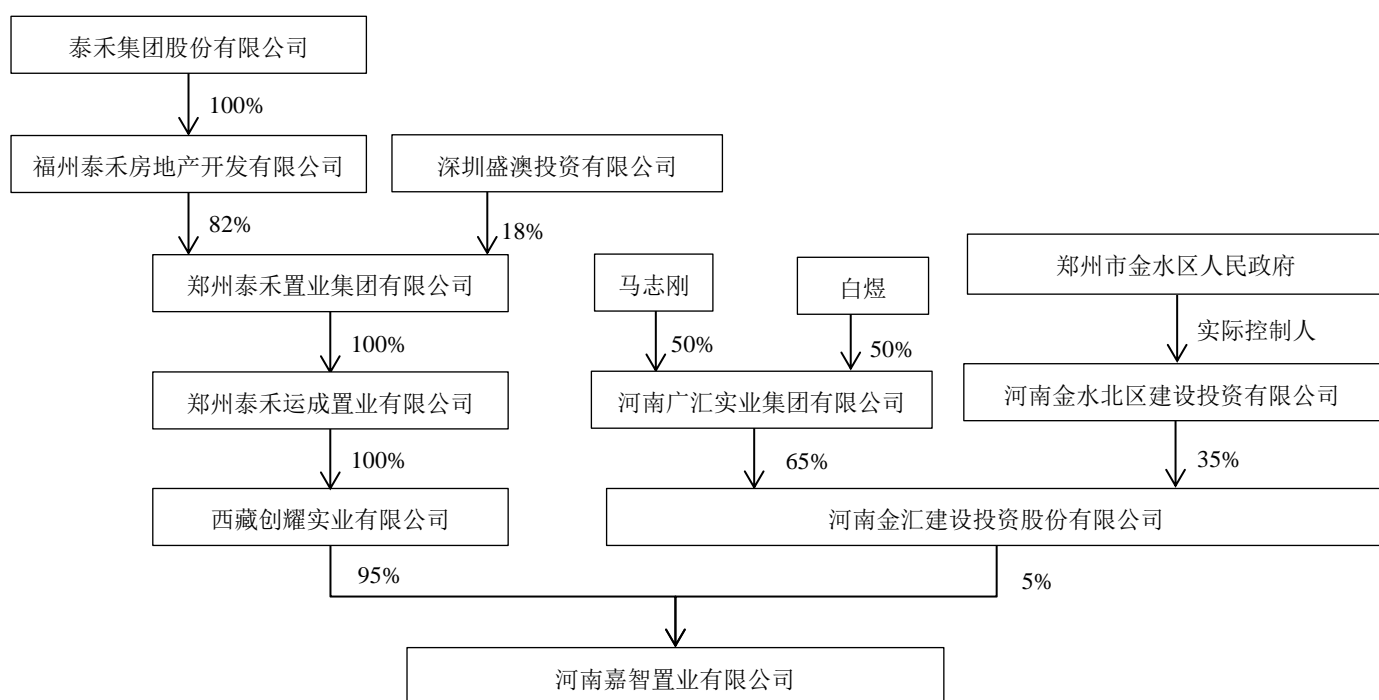 泰禾集团股份有限公司
100%
福州泰禾房地产开发有限公司
深圳盛澳投资有限公司
82%
18%
郑州泰禾置业集团有限公司
马志刚
白煜
郑州市金水区人民政府
100%
50%
50%
实际控制人
郑州泰禾运成置业有限公司
河南广汇实业集团有限公司
河南金水北区建设投资有限公司
100%
65%
35%
西藏创耀实业有限公司
河南金汇建设投资股份有限公司
95%
5%
河南嘉智置业有限公司